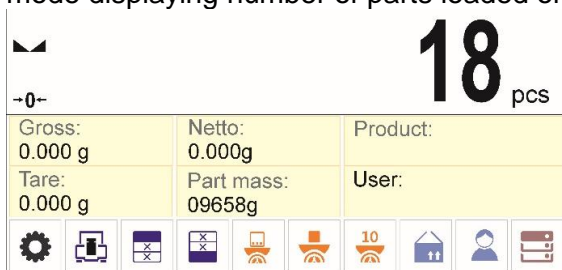 mode displaying number of parts loaded o
18 pcs
→0←
Gross: Netto: Product:
0.000 g 0.000g
Tare: Part mass: User:
0.000 g 09658g
10